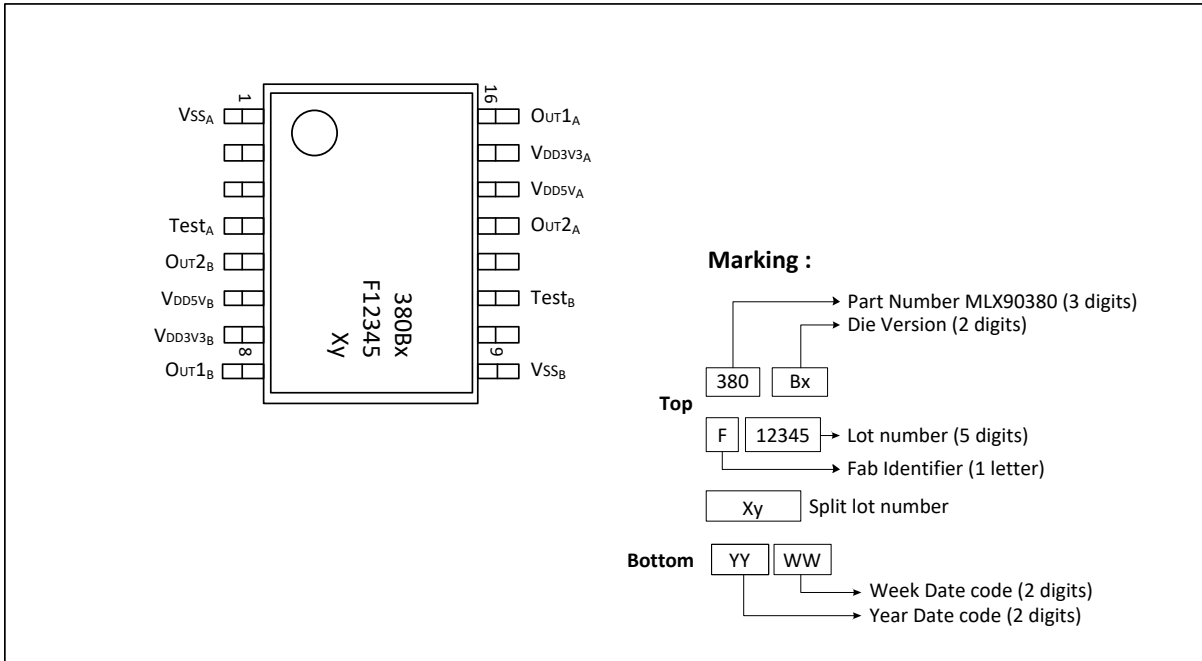 1
16
VSSA
OUT1A
VDD3V3A
VDD5VA
TestA
OUT2A
OUT2B
VDD5VB
TestB
VDD3V3B
8
9
OUT1B
VSSB
380Bx
F12345
Xy
Marking :
Part Number MLX90380 (3 digits)
Die Version (2 digits)
380 Bx
Top
F 12345 Lot number (5 digits)
Fab Identifier (1 letter)
Xy Split lot number
Bottom YY WW
Week Date code (2 digits)
Year Date code (2 digits)